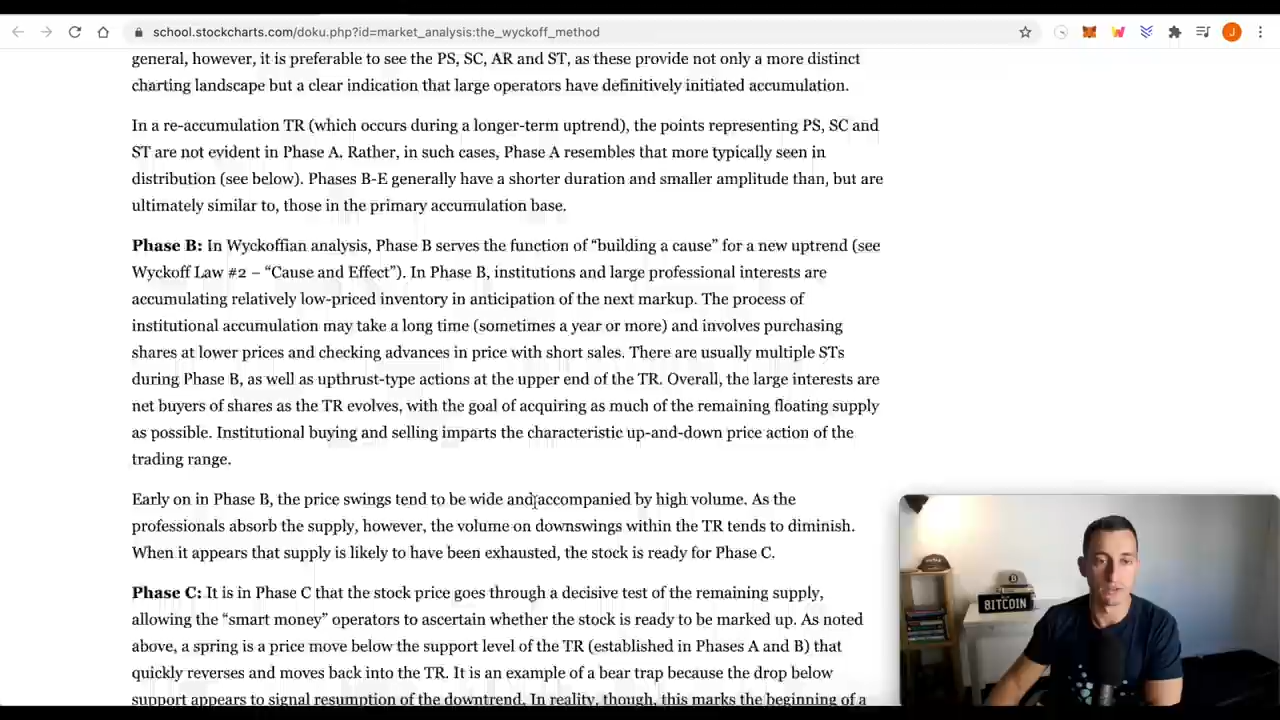 school.stockcharts.com/doku.php?id=market_analysis:the_wyckoff_method
J
general, however, it is preferable to see the PS, SC, AR and ST, as these provide not only a more distinct
charting landscape but a clear indication that large operators have definitively initiated accumulation.
In a re-accumulation TR (which occurs during a longer-term uptrend), the points representing PS, SC and
ST are not evident in Phase A. Rather, in such cases, Phase A resembles that more typically seen in
distribution (see below). Phases B-E generally have a shorter duration and smaller amplitude than, but are
ultimately similar to, those in the primary accumulation base.
Phase B: In Wyckoffian analysis, Phase B serves the function of “building a cause” for a new uptrend (see
Wyckoff Law #2 – “Cause and Effect”). In Phase B, institutions and large professional interests are
accumulating relatively low-priced inventory in anticipation of the next markup. The process of
institutional accumulation may take a long time (sometimes a year or more) and involves purchasing
shares at lower prices and checking advances in price with short sales. There are usually multiple STs
during Phase B, as well as upthrust-type actions at the upper end of the TR. Overall, the large interests are
net buyers of shares as the TR evolves, with the goal of acquiring as much of the remaining floating supply
as possible. Institutional buying and selling imparts the characteristic up-and-down price action of the
trading range.
Early on in Phase B, the price swings tend to be wide and accompanied by high volume. As the
professionals absorb the supply, however, the volume on downswings within the TR tends to diminish.
When it appears that supply is likely to have been exhausted, the stock is ready for Phase C.
Phase C: It is in Phase C that the stock price goes through a decisive test of the remaining supply,
allowing the “smart money” operators to ascertain whether the stock is ready to be marked up. As noted
above, a spring is a price move below the support level of the TR (established in Phases A and B) that
quickly reverses and moves back into the TR. It is an example of a bear trap because the drop below
support appears to signal resumption of the downtrend. In reality, though, this marks the beginning of a
B
BITCOIN